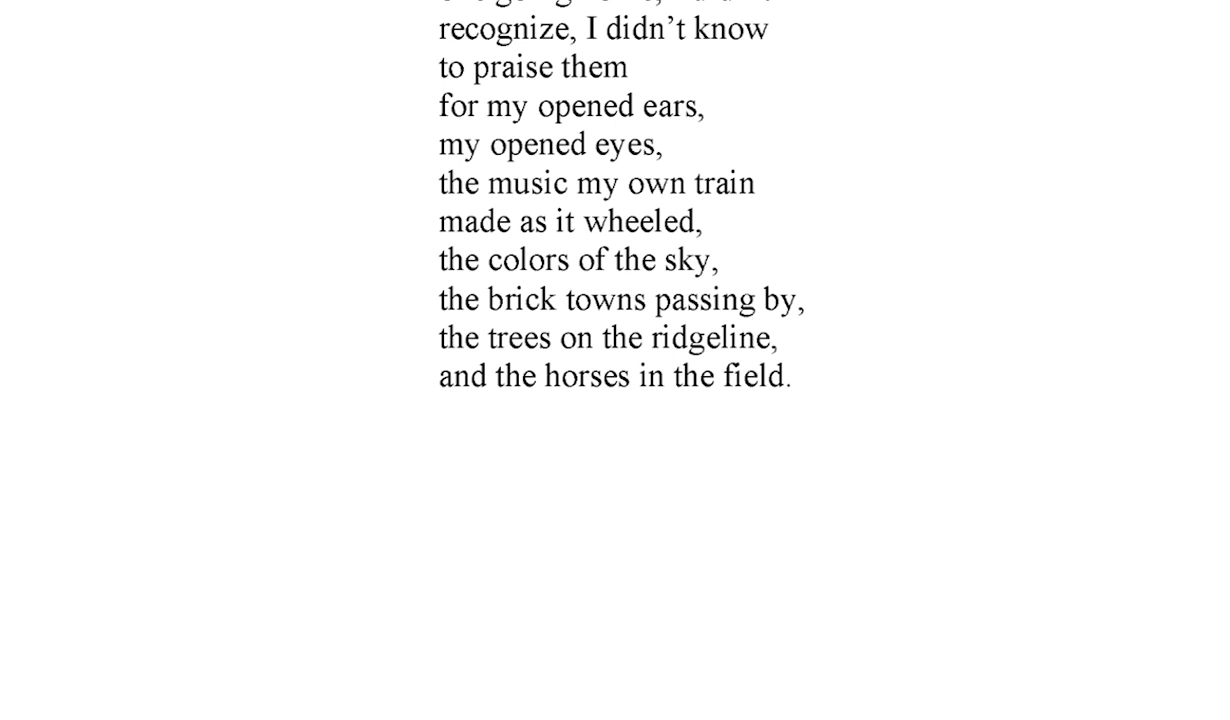 recognize, I didn’t know
to praise them
for my opened ears,
my opened eyes,
the music my own train
made as it wheeled,
the colors of the sky,
the brick towns passing by,
the trees on the ridgeline,
and the horses in the field.